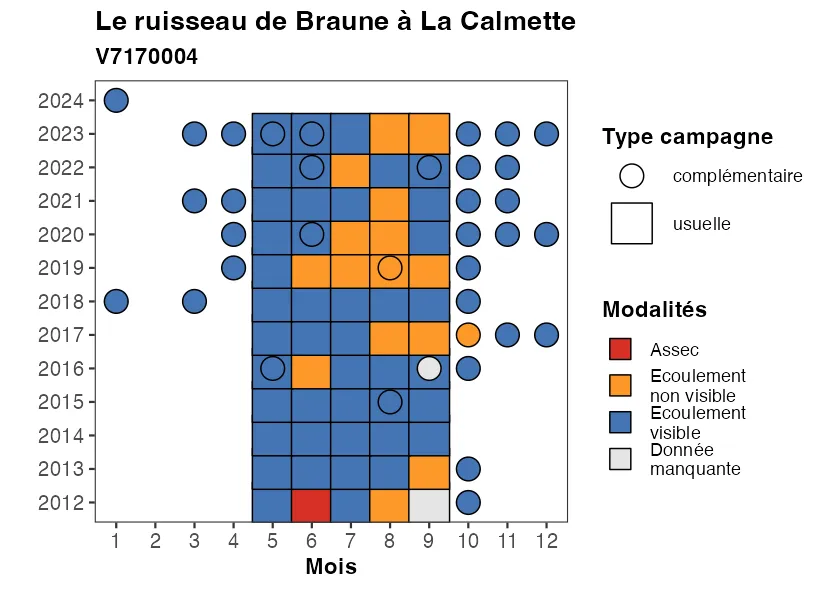 Le ruisseau de Braune à La Calmette
V7170004
2024
2023
2022
2021
2020
2019
2018
2017
2016
2015
2014
2013
2012
1 2 3 4 5 6 7 8 9 10 11 12
Mois
Type campagne
complémentaire
usuelle
Modalités
Assec
Ecoulement
non visible
Ecoulement
visible
Donnée
manquante